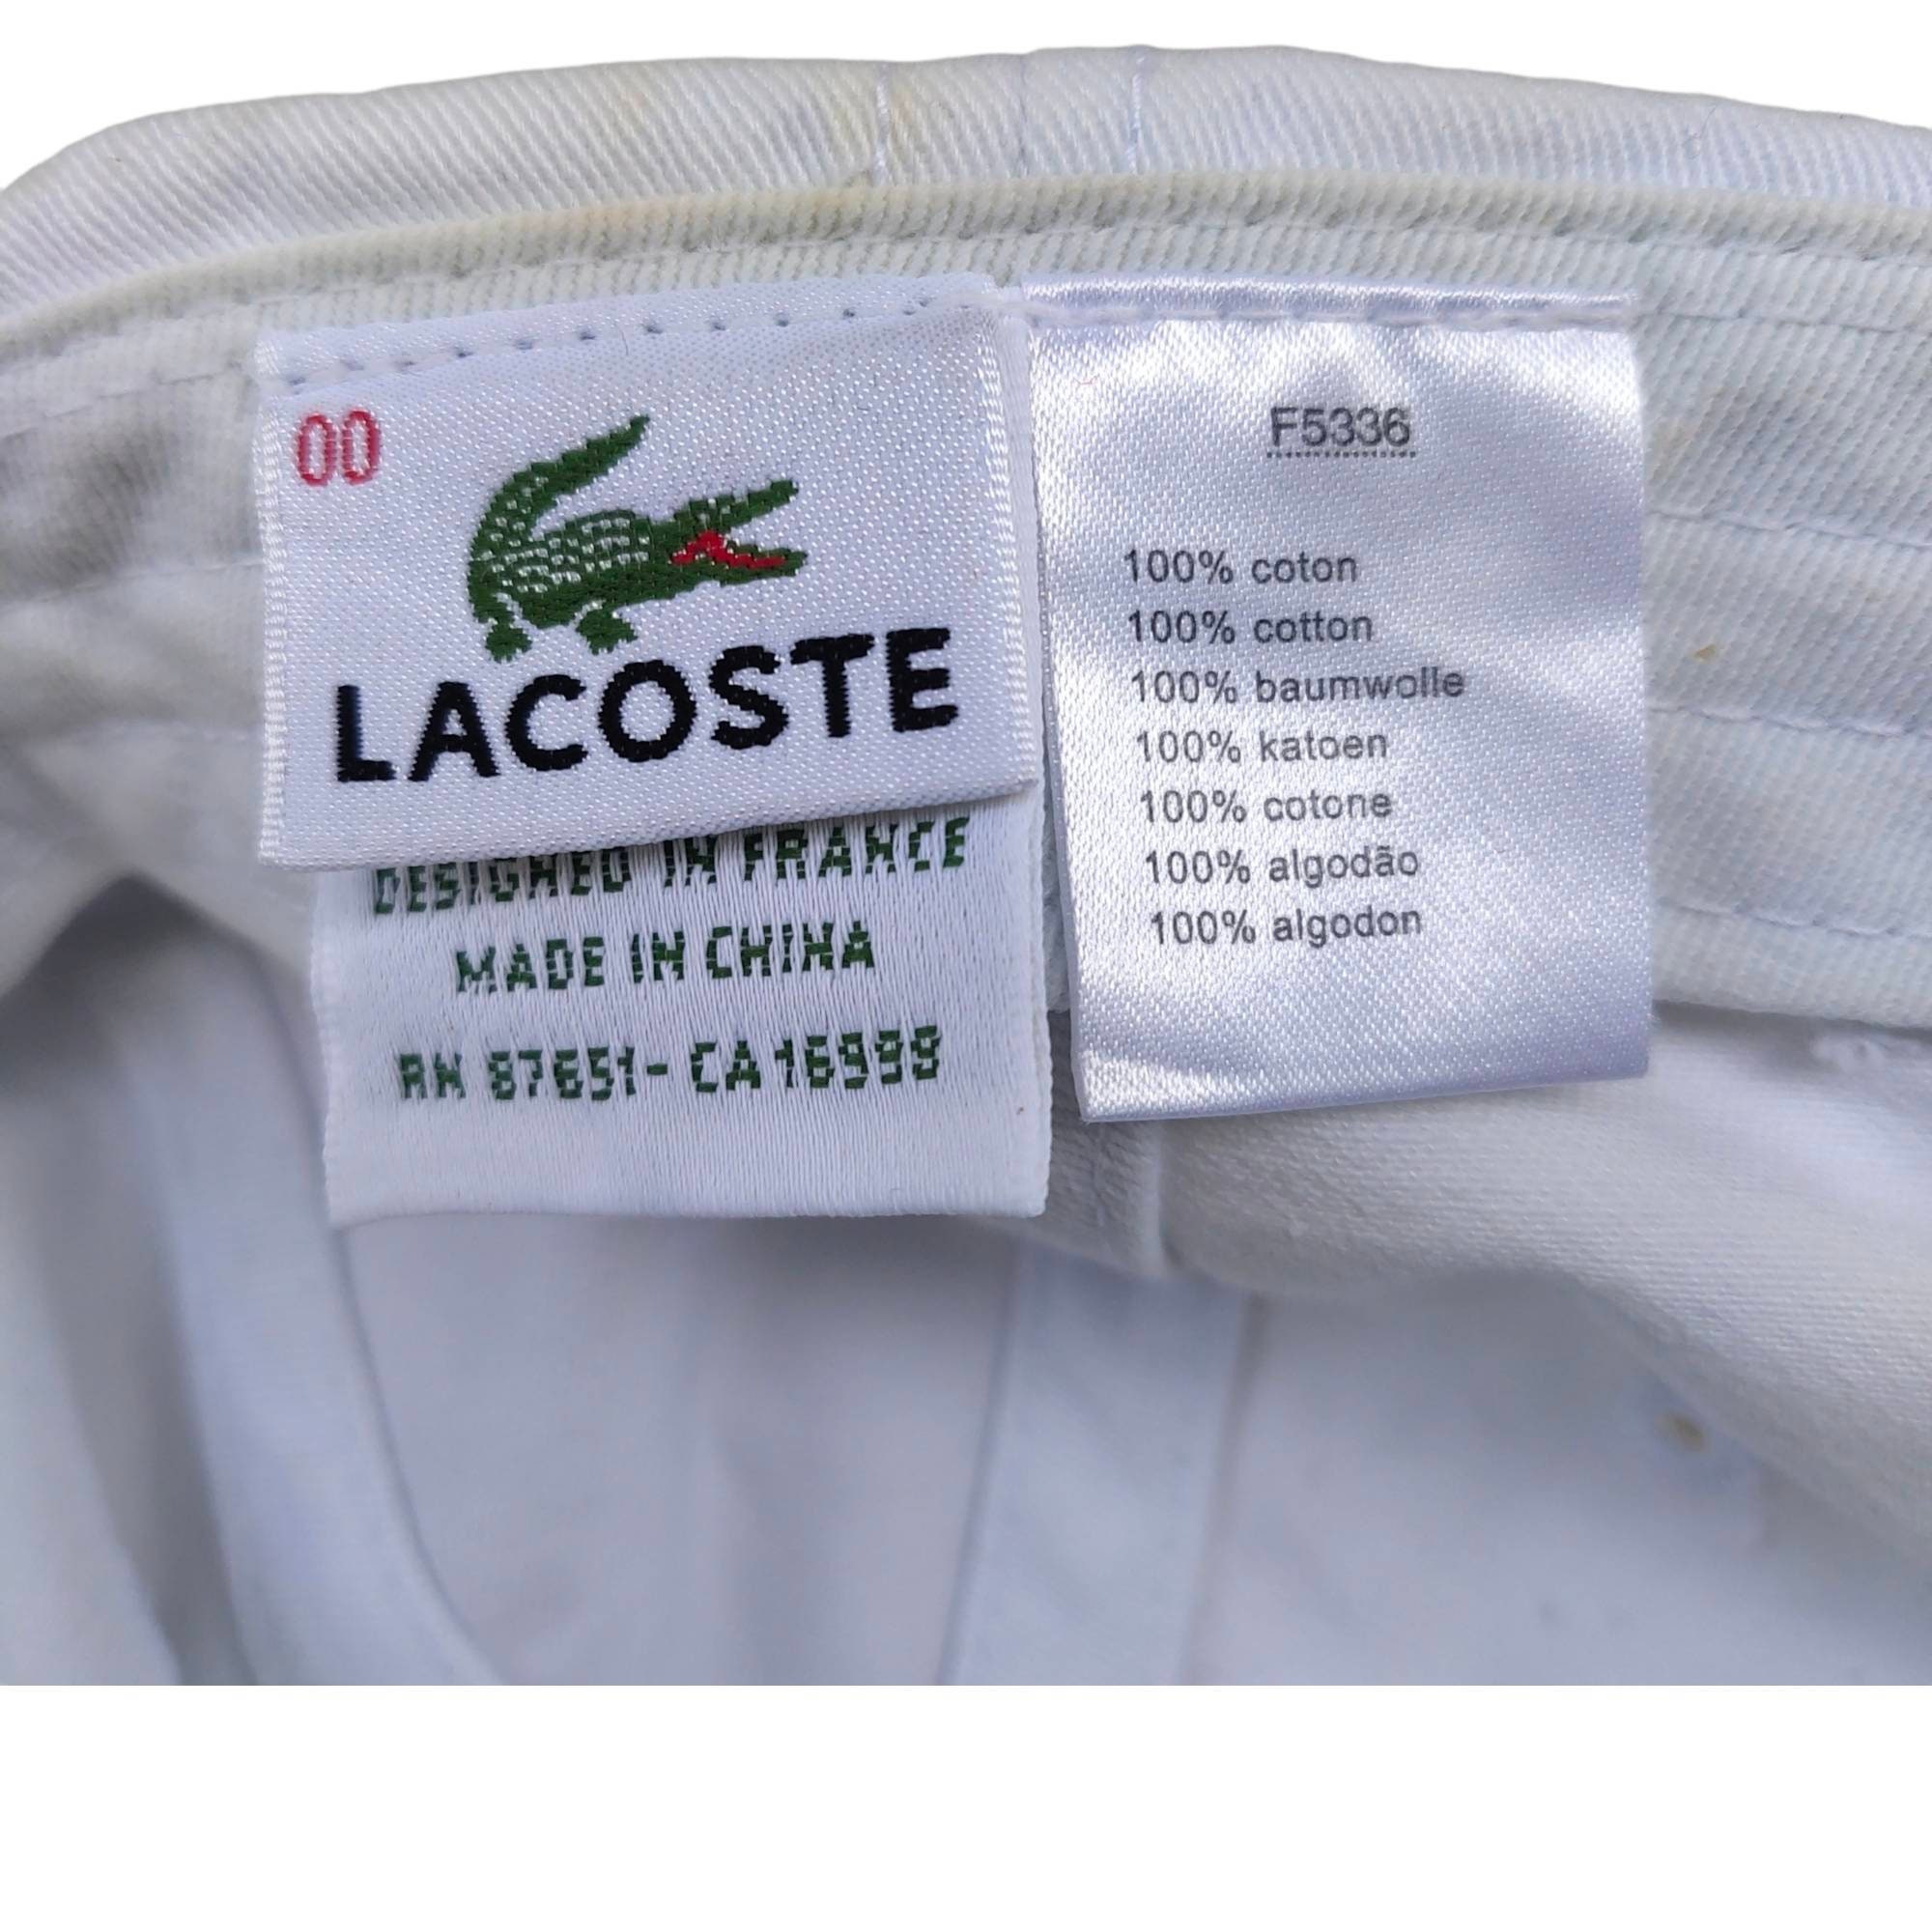 00
LACOSTE
DESIGNED IN FRANCE
MADE IN CHINA
RN 87651- CA 16998
F5336
100% coton
100% cotton
100% baumwolle
100% katoen
100% cotone
100% algodão
100% algodon